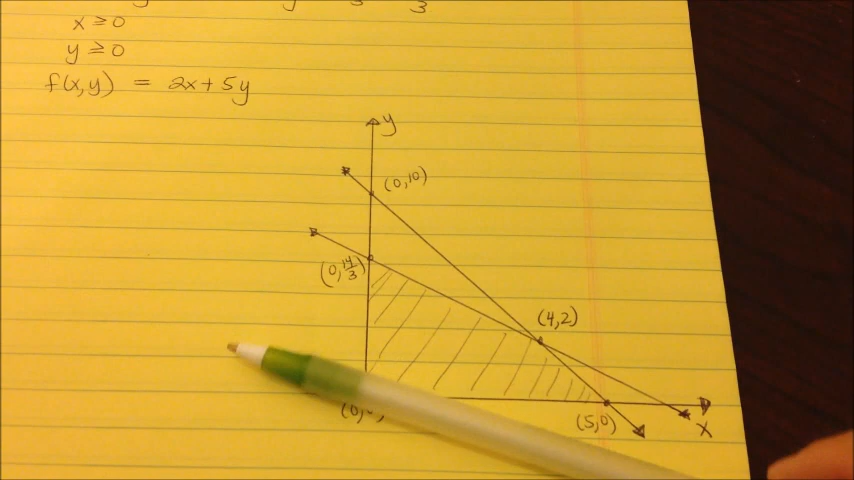 x ≥ 0
y ≥ 0
f(x,y) = 2x + 5y
y
(0,10)
(0,14/3)
(4,2)
(5,0)
x